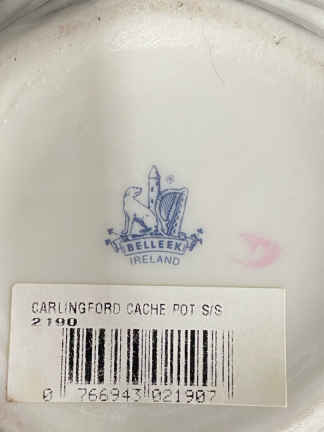 ®
BELLEEK
IRELAND
CARLINGFORD CACHE POT S/S
2190
0 766943 021907